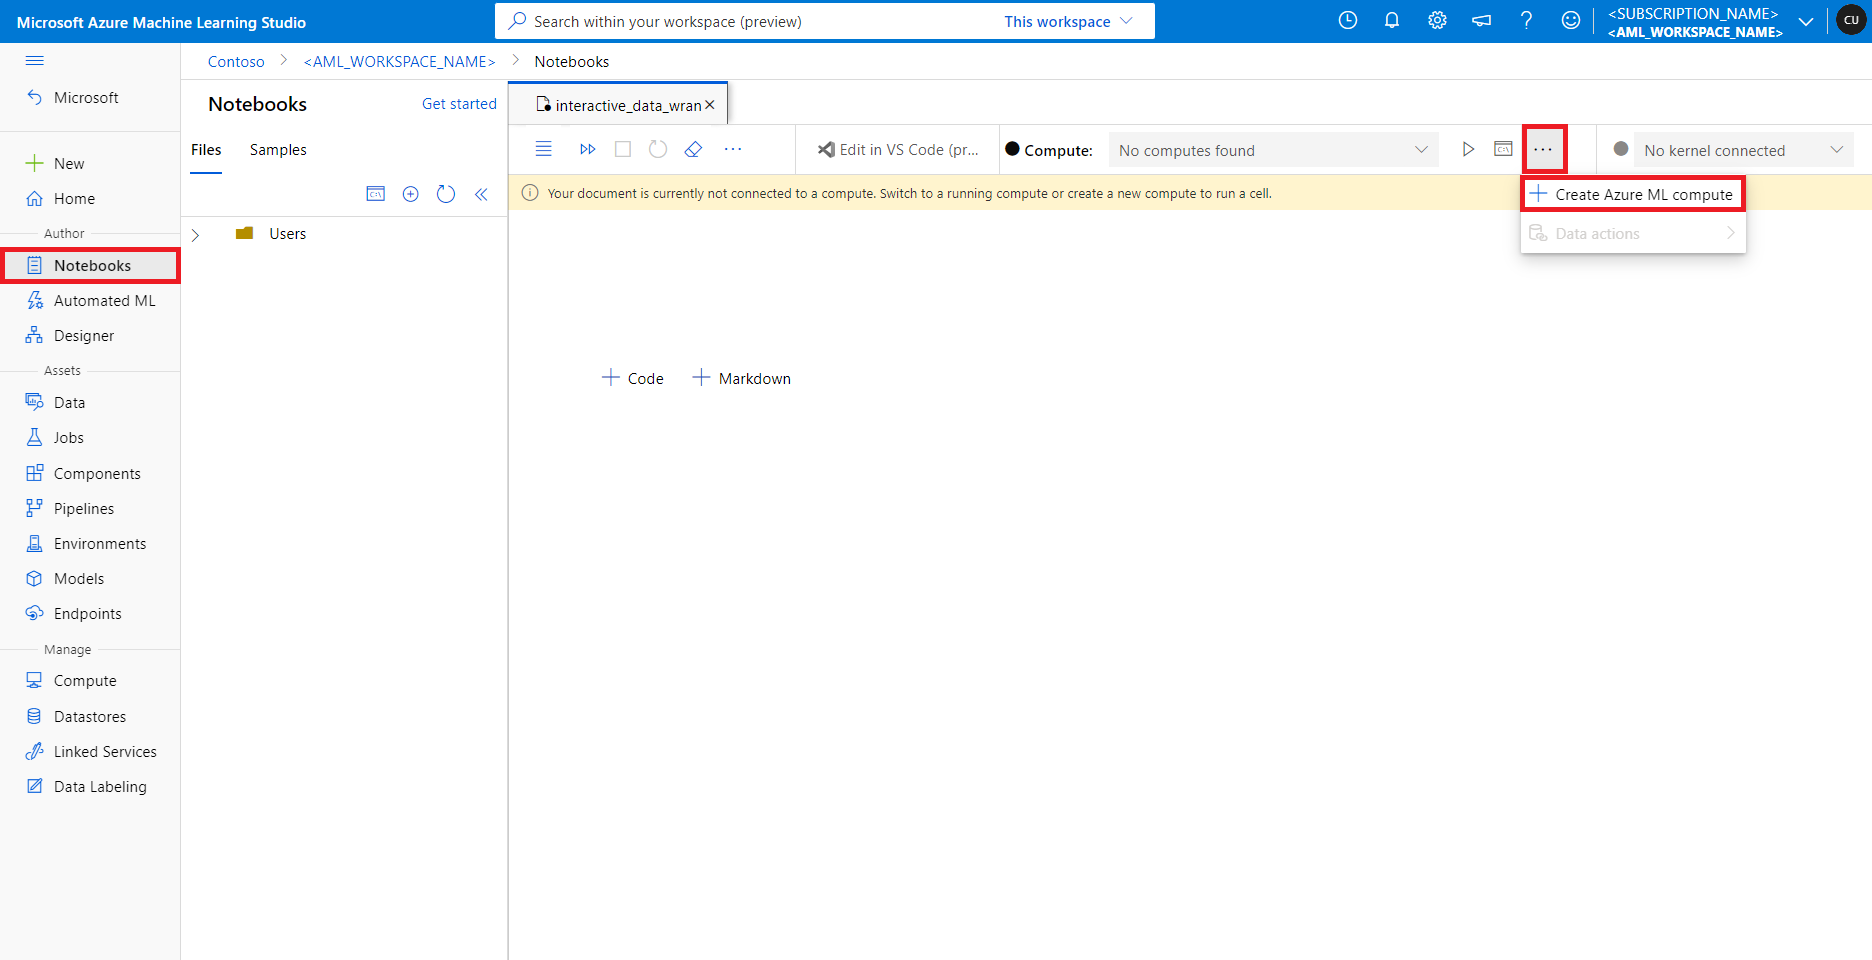 Microsoft Azure Machine Learning Studio
Search within your workspace (preview)
This workspace
<SUBSCRIPTION_NAME>
<AML_WORKSPACE_NAME>
CU
Microsoft
New
Home
Author
Notebooks
Automated ML
Designer
Assets
Data
Jobs
Components
Pipelines
Environments
Models
Endpoints
Manage
Compute
Datastores
Linked Services
Data Labeling
Contoso > <AML_WORKSPACE_NAME> > Notebooks
Notebooks
Get started
Files
Samples
Users
interactive_data_wran
Edit in VS Code (pr...
Compute:
No computes found
No kernel connected
Your document is currently not connected to a compute. Switch to a running compute or create a new compute to run a cell.
Create Azure ML compute
Data actions
Code
Markdown